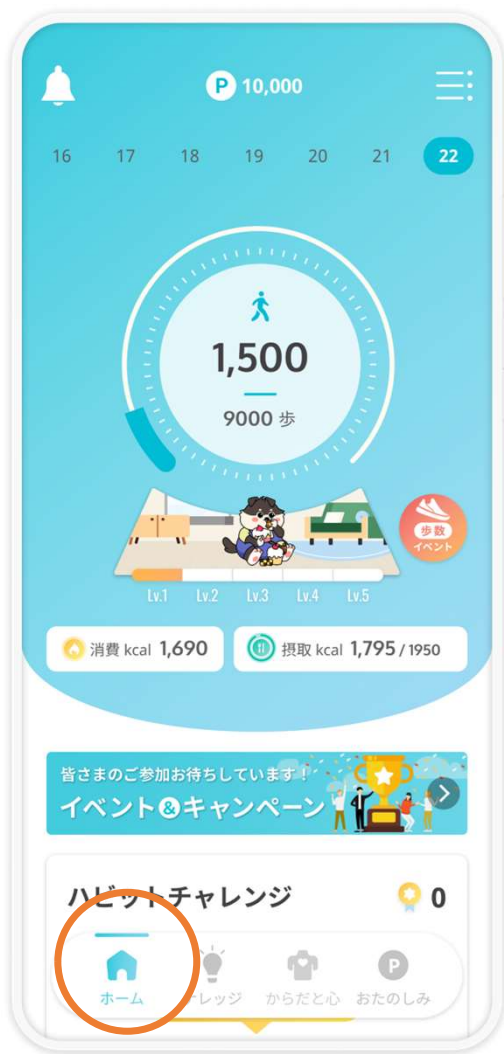 P 10,000
16 17 18 19 20 21 22
1,500
9000 歩
歩数
イベント
Lv.1 Lv.2 Lv.3 Lv.4 Lv.5
消費 kcal 1,690 摂取 kcal 1,795 / 1950
皆さまのご参加お待ちしています!
イベント&キャンペーン
ハビットチャレンジ 0
P
ホーム レッジ からだと心 おたのしみ